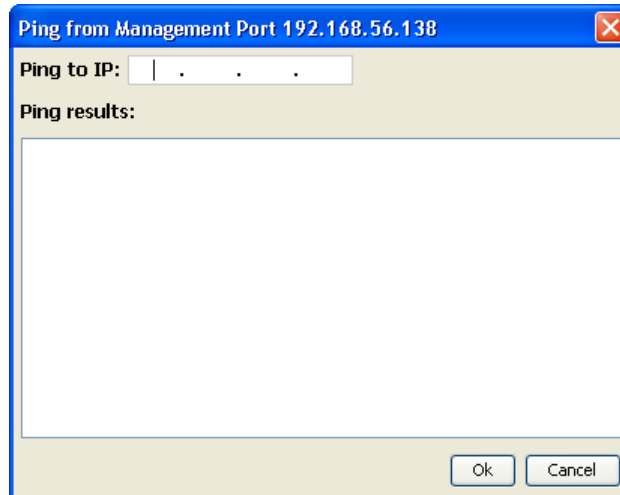 Ping from Management Port 192.168.56.138
Ping to IP: . . .
Ping results:
Ok Cancel